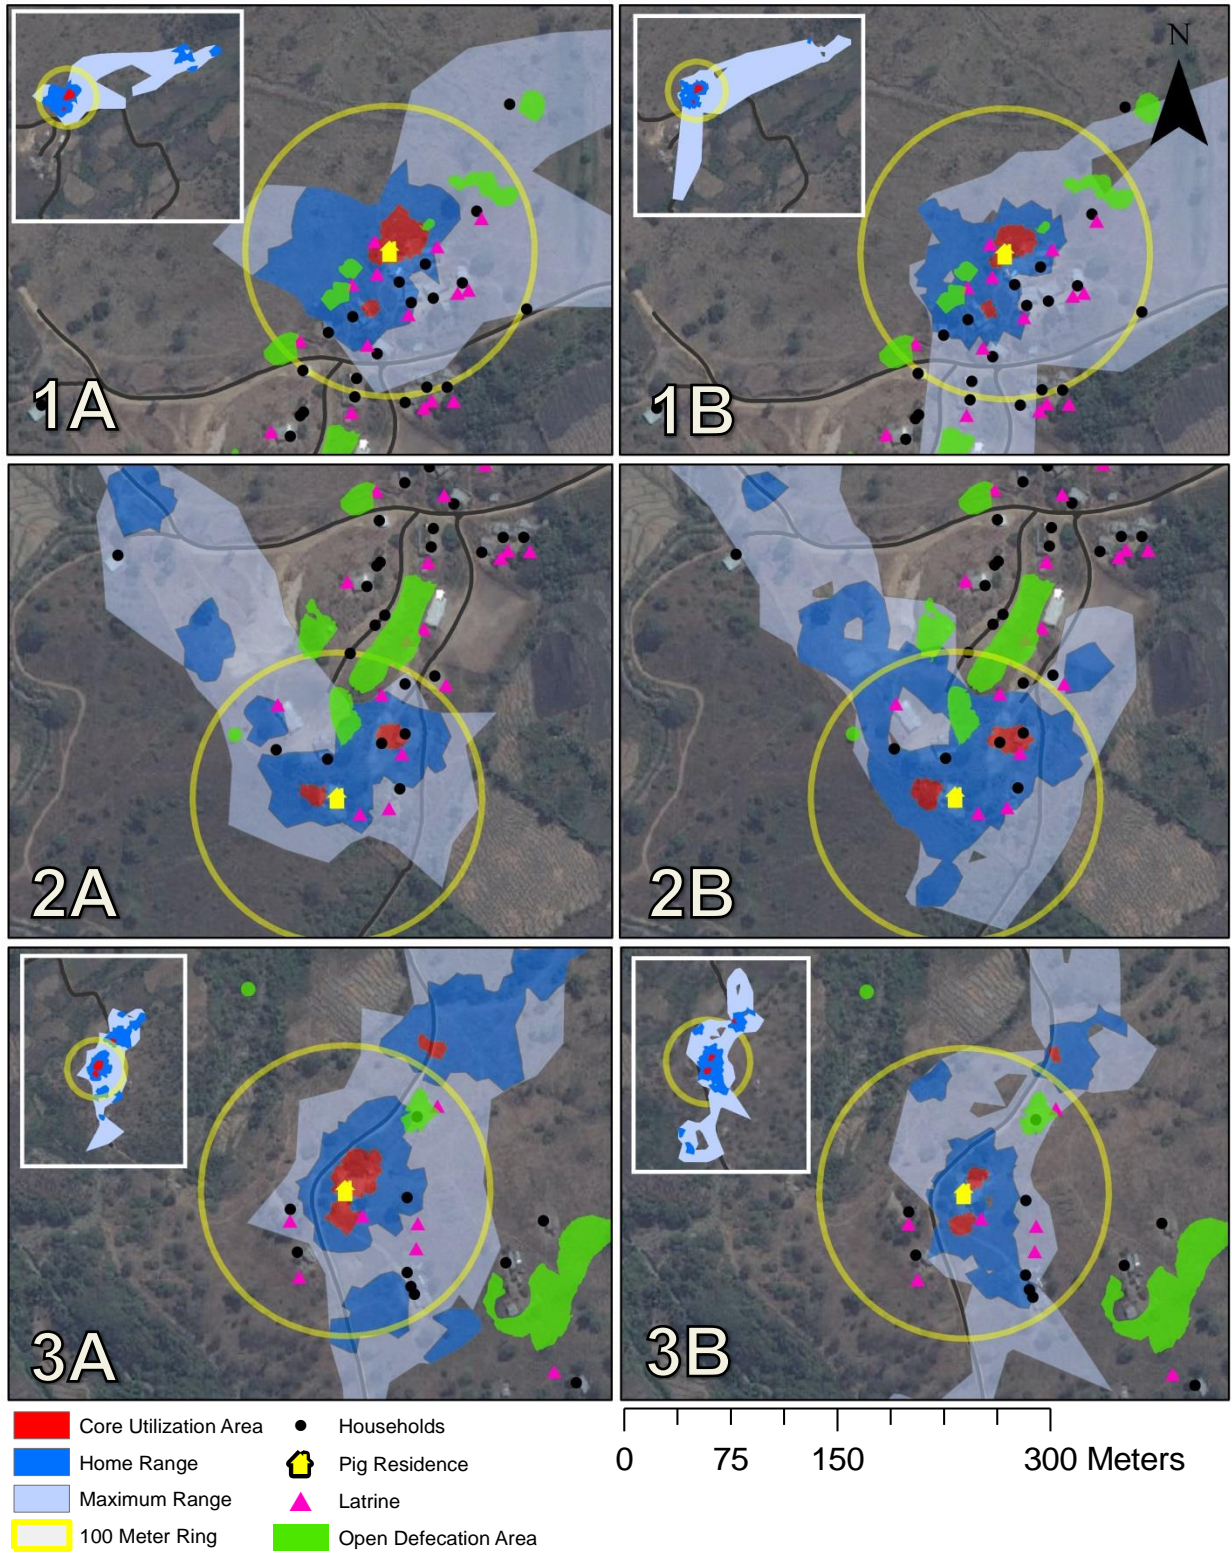 N
1A
1B
2A
2B
3A
3B
Core Utilization Area
Households
Home Range
Pig Residence
Maximum Range
Latrine
100 Meter Ring
Open Defecation Area
0 75 150 300 Meters